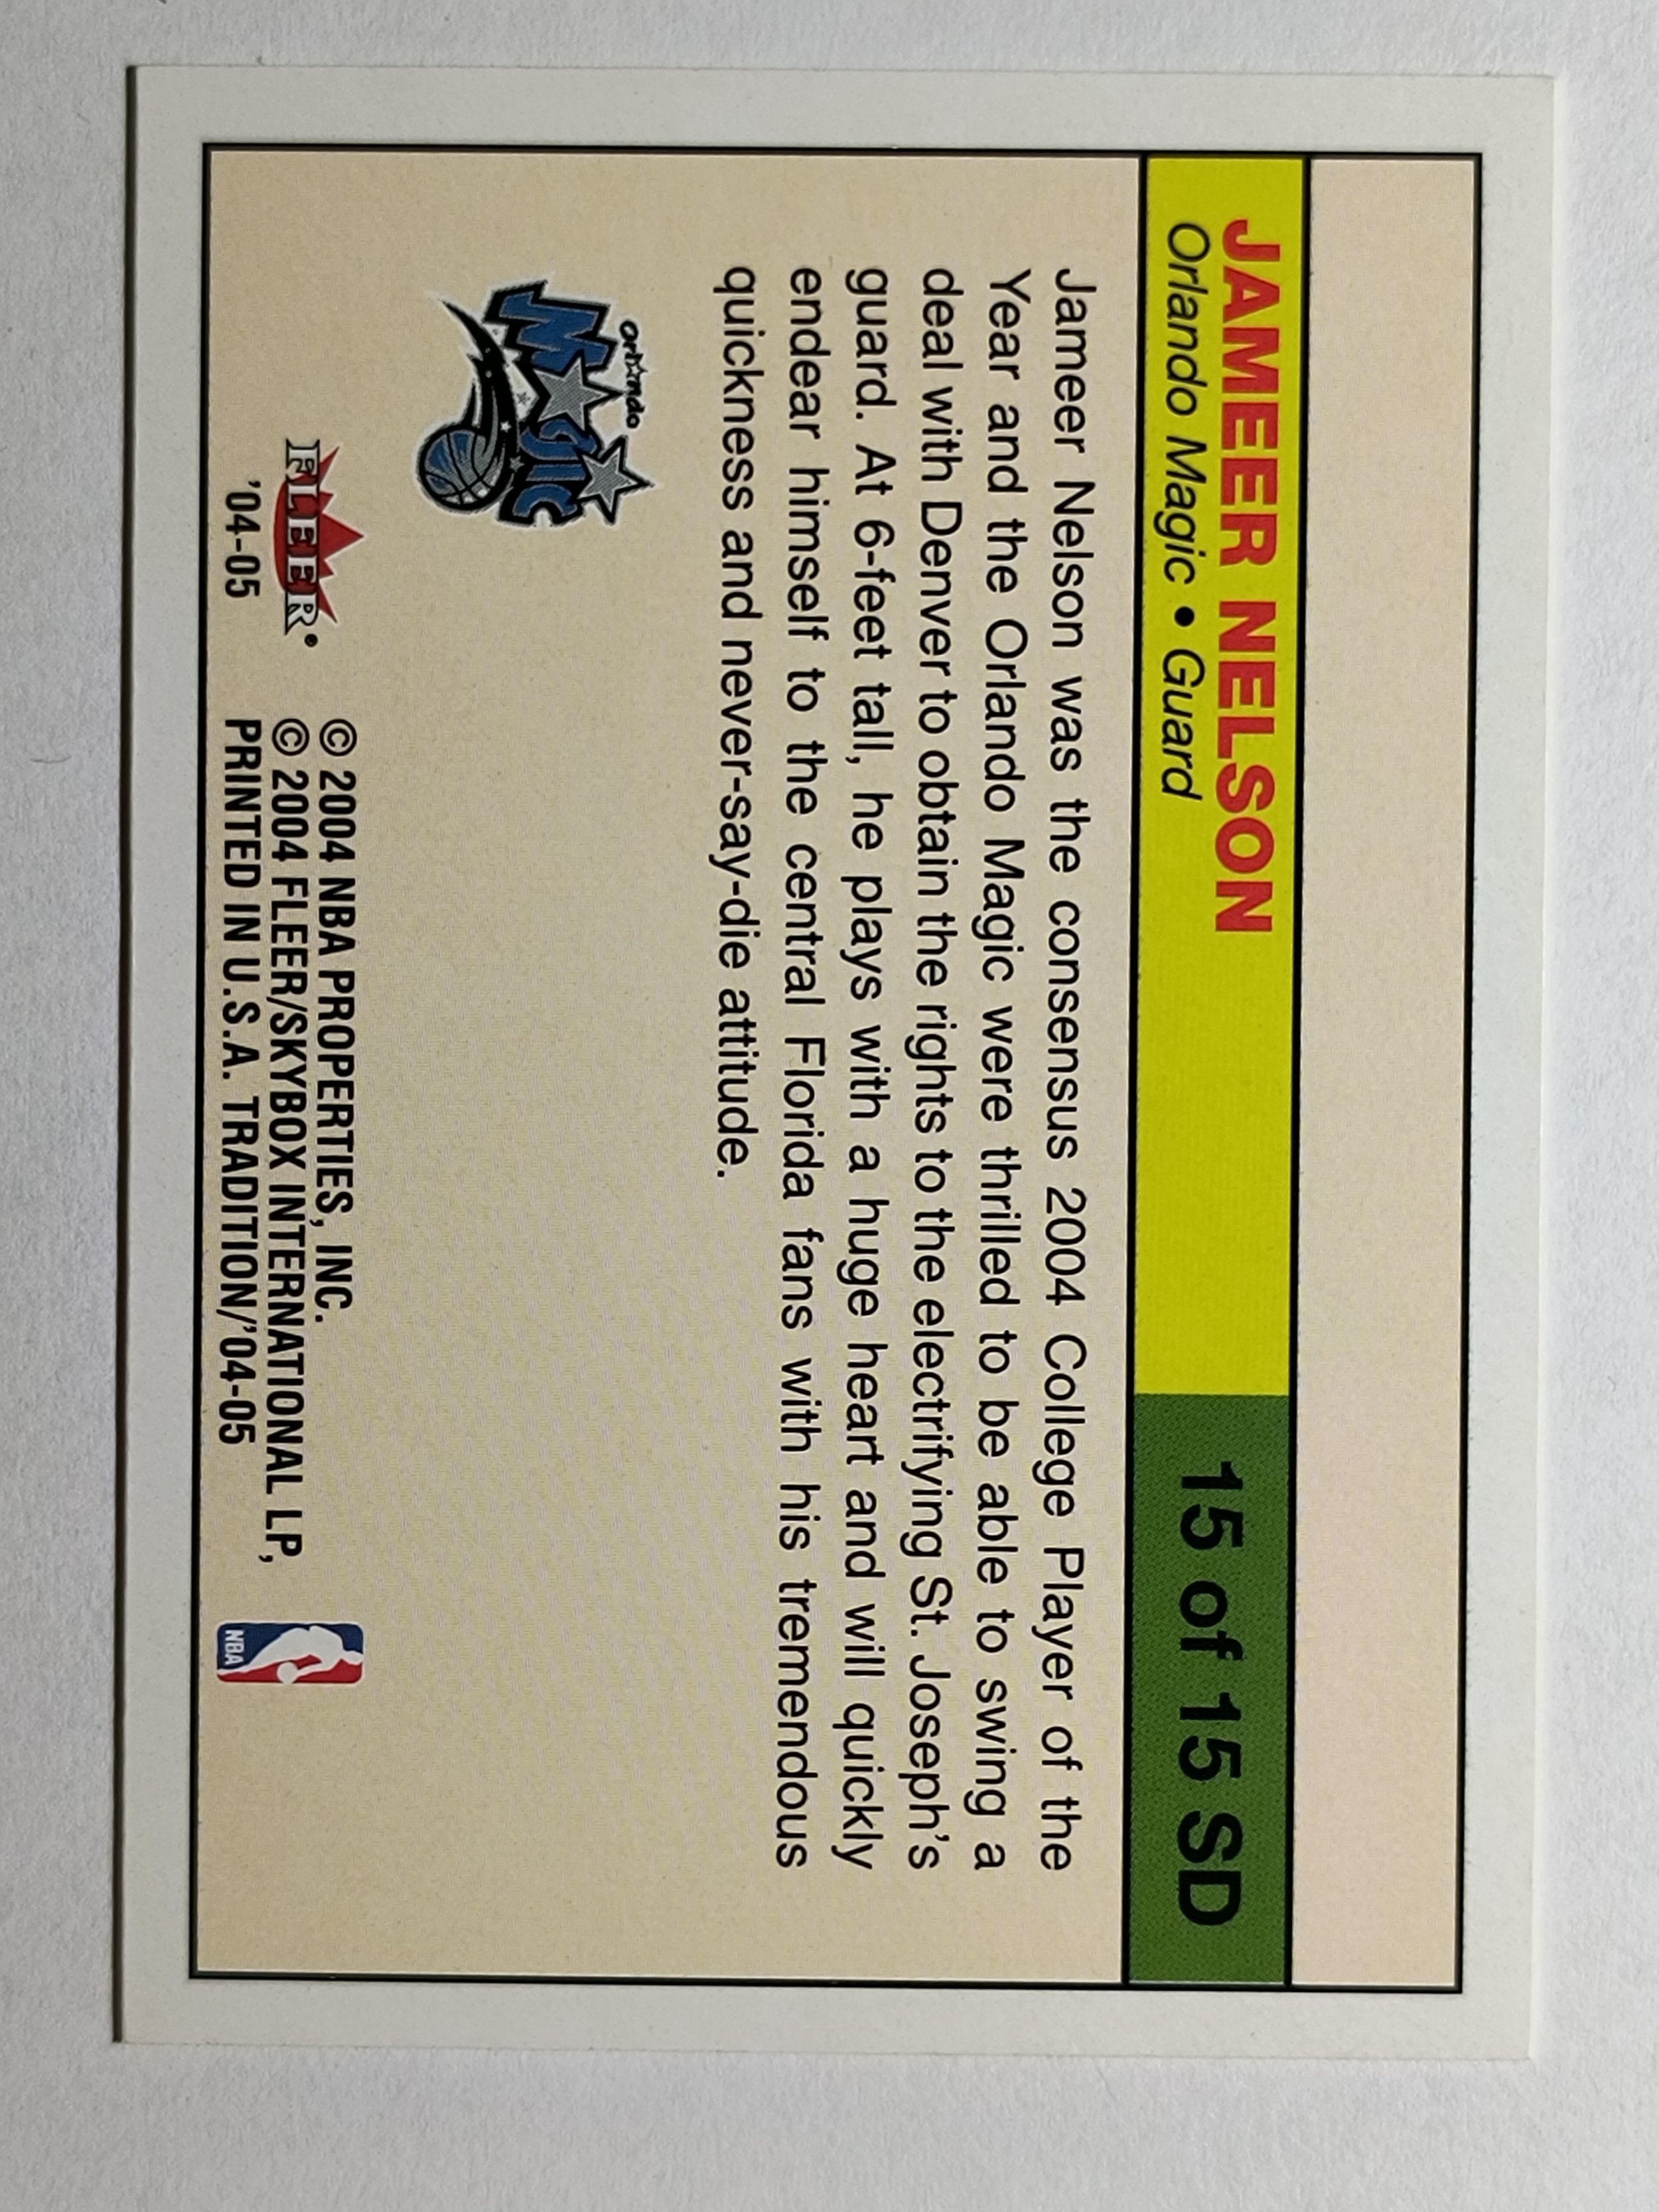 JAMEER NELSON
Orlando Magic • Guard
15 of 15 SD
Jameer Nelson was the consensus 2004 College Player of the
Year and the Orlando Magic were thrilled to be able to swing a
deal with Denver to obtain the rights to the electrifying St. Joseph's
guard. At 6-feet tall, he plays with a huge heart and will quickly
endear himself to the central Florida fans with his tremendous
quickness and never-say-die attitude.
Orlando
MAGIC
FLEER®
'04-05
© 2004 NBA PROPERTIES, INC.
© 2004 FLEER/SKYBOX INTERNATIONAL LP,
PRINTED IN U.S.A. TRADITION/'04-05
NBA